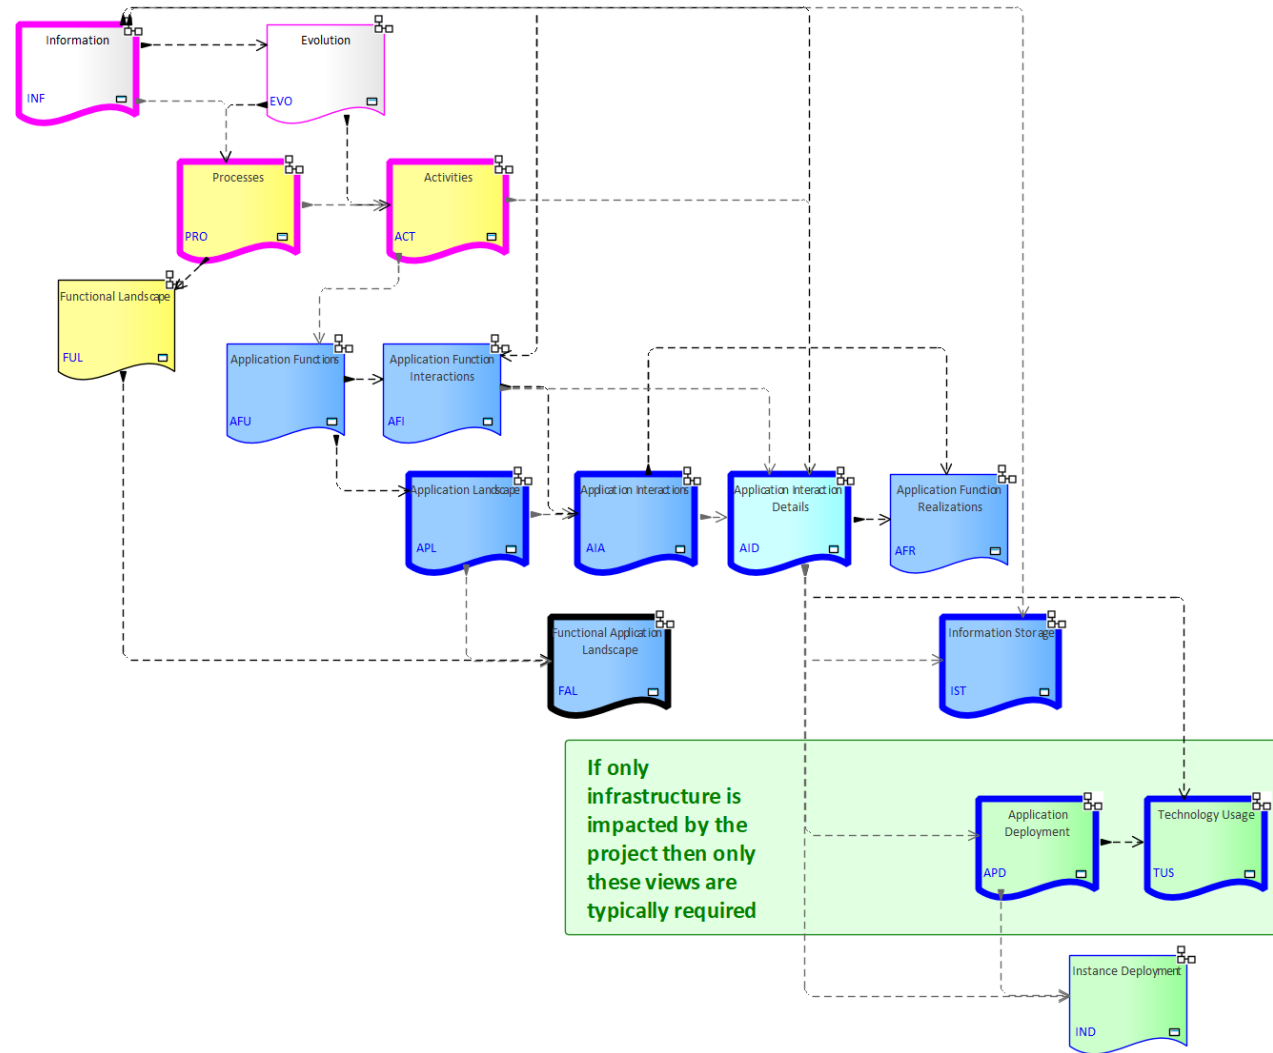 Information
INF
Evolution
EVO
Processes
PRO
Activities
ACT
Functional Landscape
FUL
Application Functions
AFU
Application Function
Interactions
AFI
Application Landscape
APL
Application Interactions
AIA
Application Interaction
Details
AID
Application Function
Realizations
AFR
Functional Application
Landscape
FAL
Information Storage
IST
If only
infrastructure is
impacted by the
project then only
these views are
typically required
Application
Deployment
APD
Technology Usage
TUS
Instance Deployment
IND